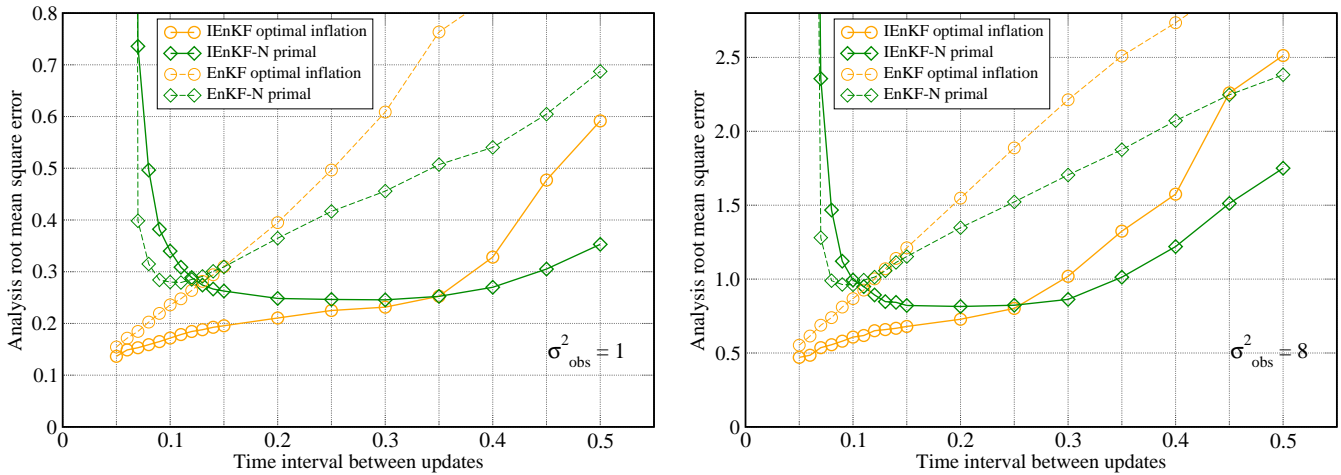 0.8
0.7
0.6
0.5
0.4
0.3
0.2
0.1
Analysis root mean square error
IEnKF optimal inflation
IEnKF-N primal
EnKF optimal inflation
EnKF-N primal
σ²obs = 1
0 0.1 0.2 0.3 0.4 0.5
Time interval between updates
2.5
2.0
1.5
1.0
0.5
0
Analysis root mean square error
IEnKF optimal inflation
IEnKF-N primal
EnKF optimal inflation
EnKF-N primal
σ²obs = 8
0 0.1 0.2 0.3 0.4 0.5
Time interval between updates